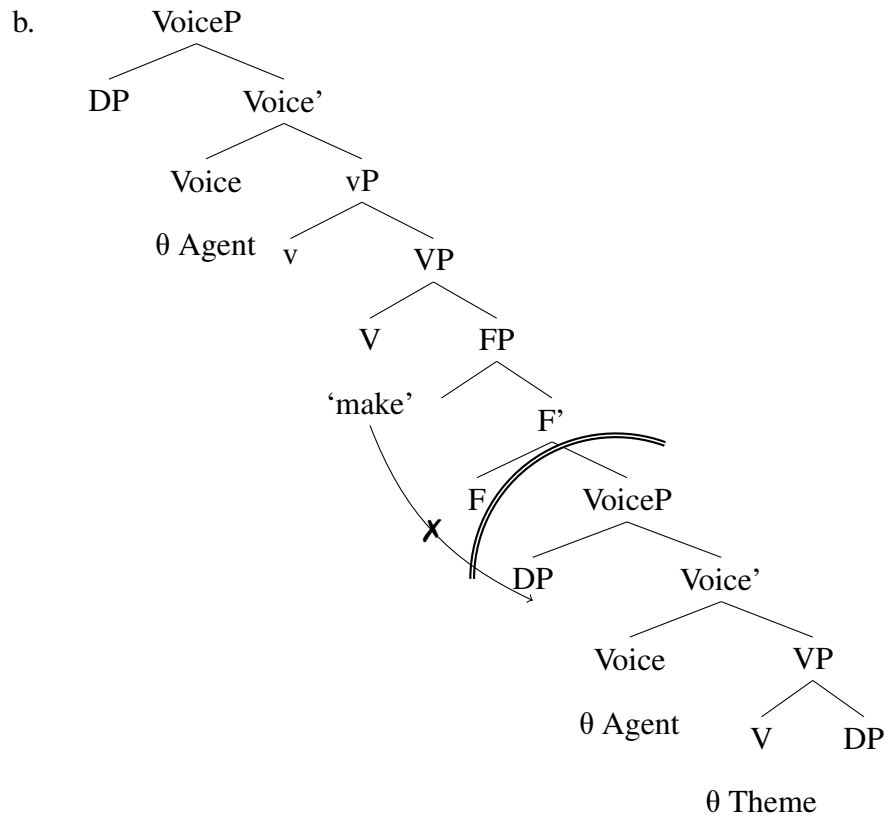 b. VoiceP
DP Voice’
Voice vP
θ Agent v VP
V FP
‘make’ F’
F VoiceP
✗
DP Voice’
Voice VP
θ Agent V DP
θ Theme